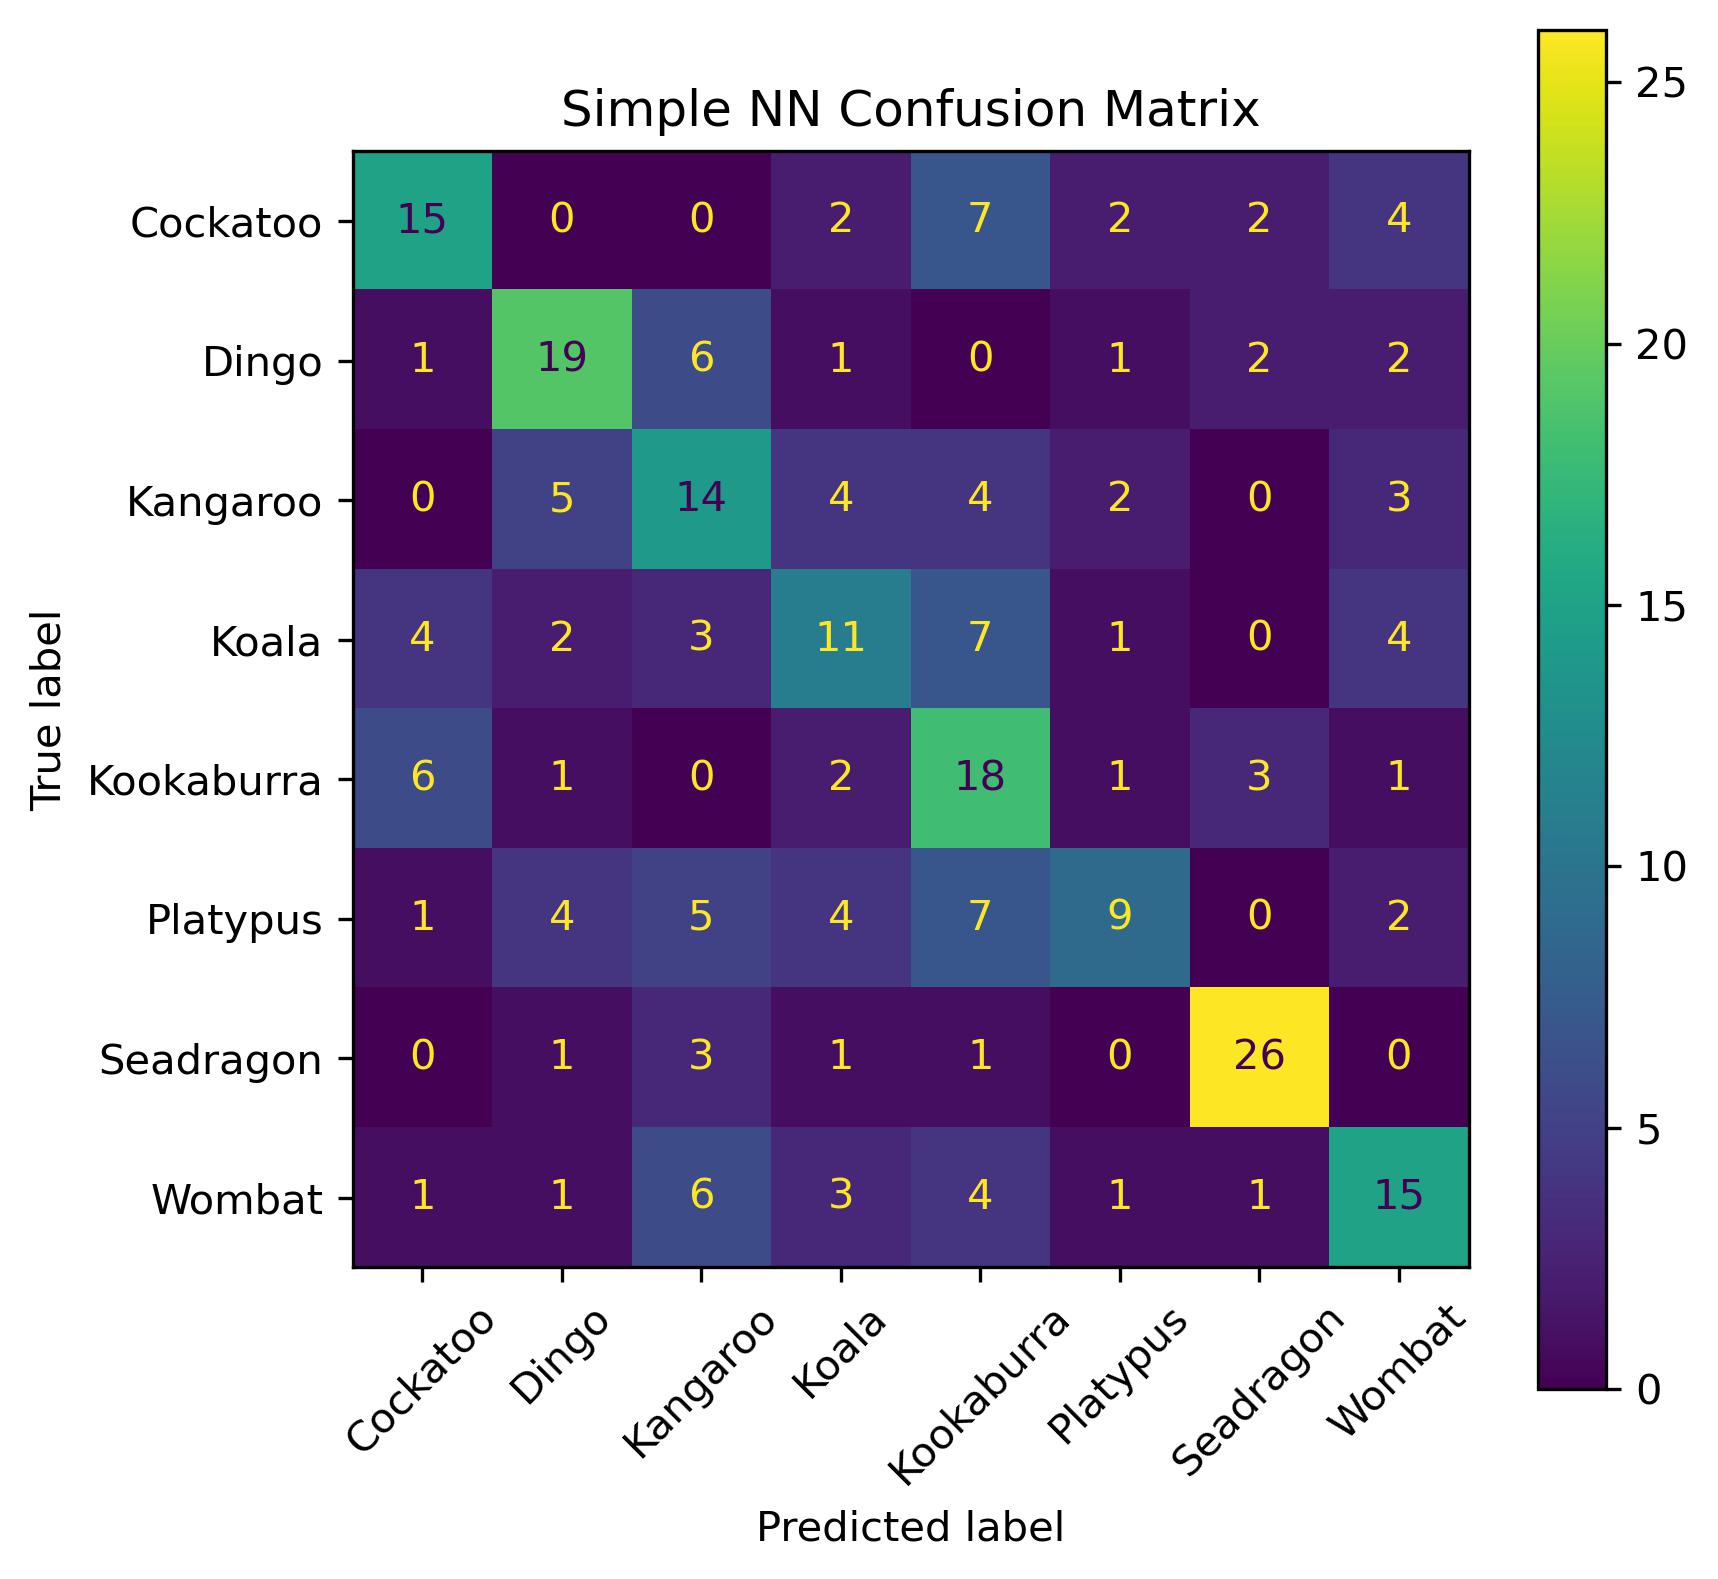 Simple NN Confusion Matrix
Cockatoo 15 0 0 2 7 2 2 4
Dingo 1 19 6 1 0 1 2 2
Kangaroo 0 5 14 4 4 2 0 3
Koala 4 2 3 11 7 1 0 4
Kookaburra 6 1 0 2 18 1 3 1
Platypus 1 4 5 4 7 9 0 2
Seadragon 0 1 3 1 1 0 26 0
Wombat 1 1 6 3 4 1 1 15
True label
Cockatoo Dingo Kangaroo Koala Kookaburra Platypus Seadragon Wombat
Predicted label
25
20
15
10
5
0